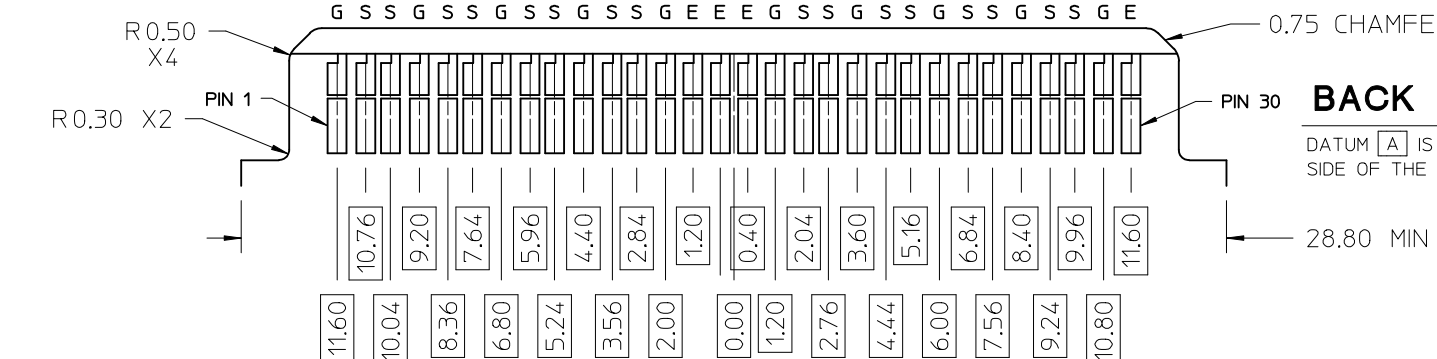 G S S G S S G S S G S S G E E E G S S G S S G S S G S S G E
R0.50
X4
0.75 CHAMFE
PIN 1
PIN 30
BACK
R0.30 X2
DATUM A IS
SIDE OF THE
10.76 9.20 7.64 5.96 4.40 2.84 1.20 0.40 2.04 3.60 5.16 6.84 8.40 9.96 11.60
28.80 MIN
11.60 10.04 8.36 6.80 5.24 3.56 2.00 0.00 1.20 2.76 4.44 6.00 7.56 9.24 10.80